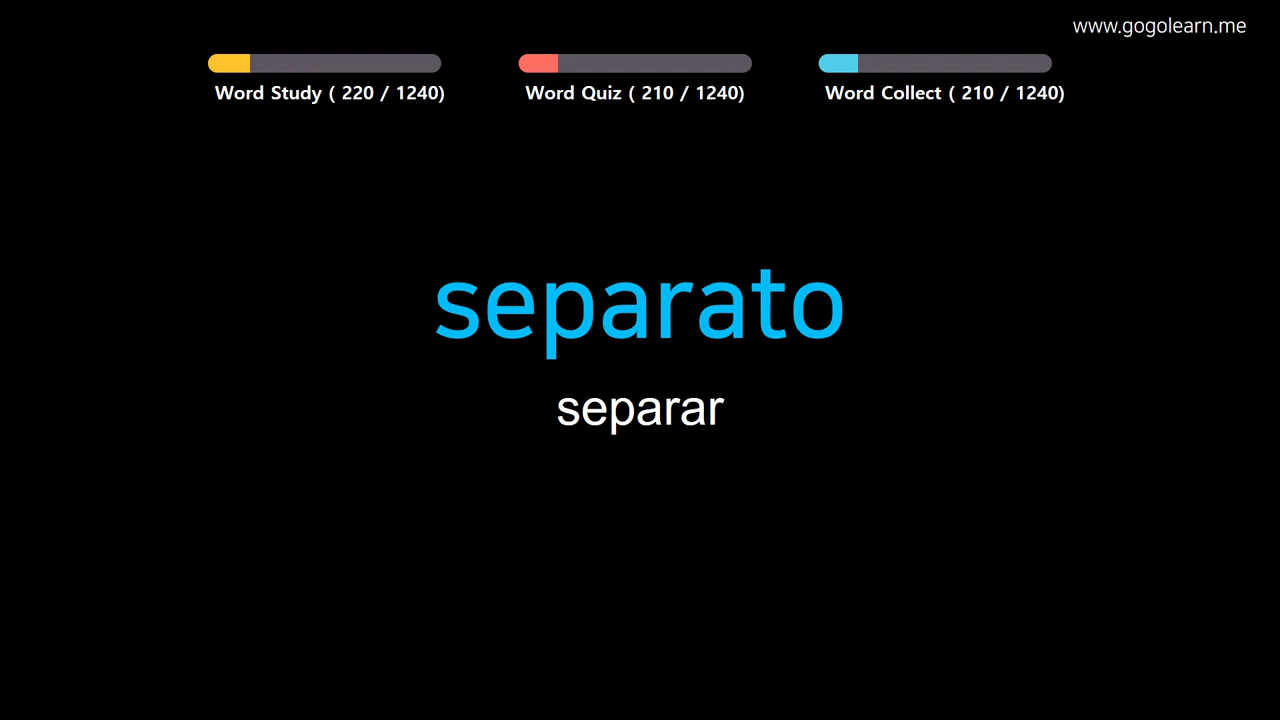 www.gogolearn.me
Word Study ( 220 / 1240)
Word Quiz ( 210 / 1240)
Word Collect ( 210 / 1240)
separato
separar